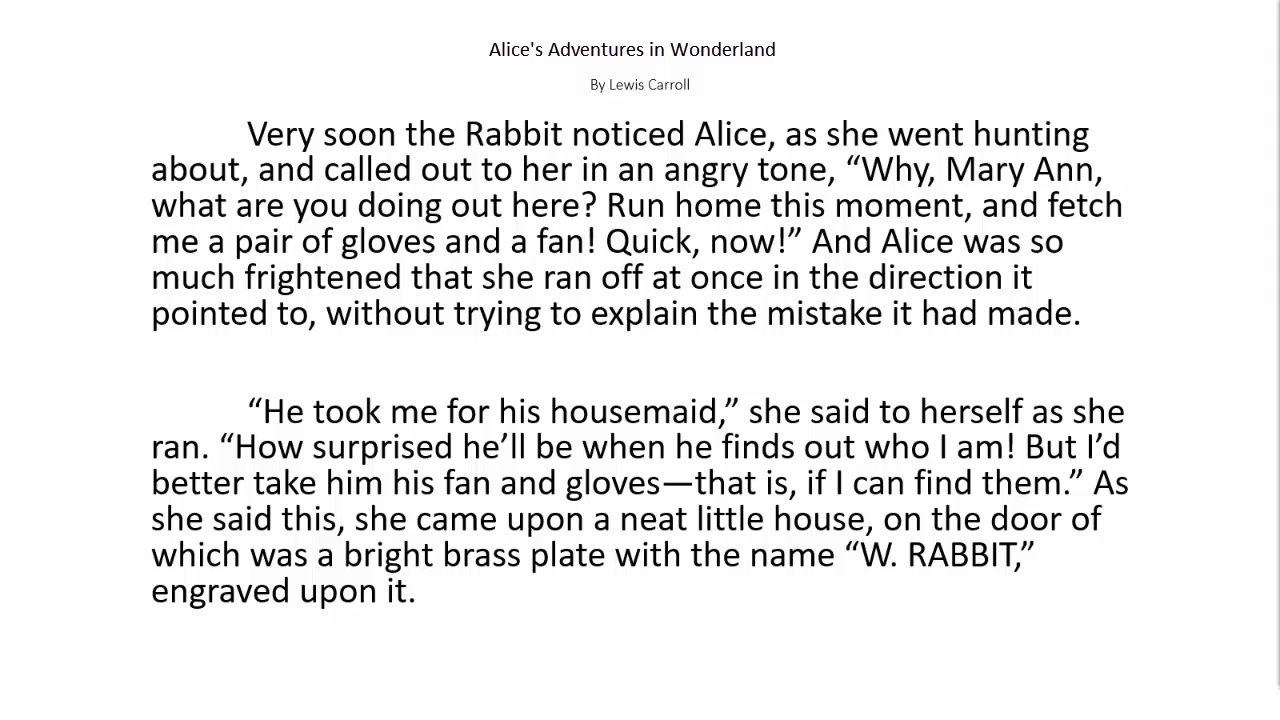 Alice's Adventures in Wonderland
By Lewis Carroll
Very soon the Rabbit noticed Alice, as she went hunting
about, and called out to her in an angry tone, “Why, Mary Ann,
what are you doing out here? Run home this moment, and fetch
me a pair of gloves and a fan! Quick, now!” And Alice was so
much frightened that she ran off at once in the direction it
pointed to, without trying to explain the mistake it had made.
“He took me for his housemaid,” she said to herself as she
ran. “How surprised he’ll be when he finds out who I am! But I’d
better take him his fan and gloves—that is, if I can find them.” As
she said this, she came upon a neat little house, on the door of
which was a bright brass plate with the name “W. RABBIT,”
engraved upon it.